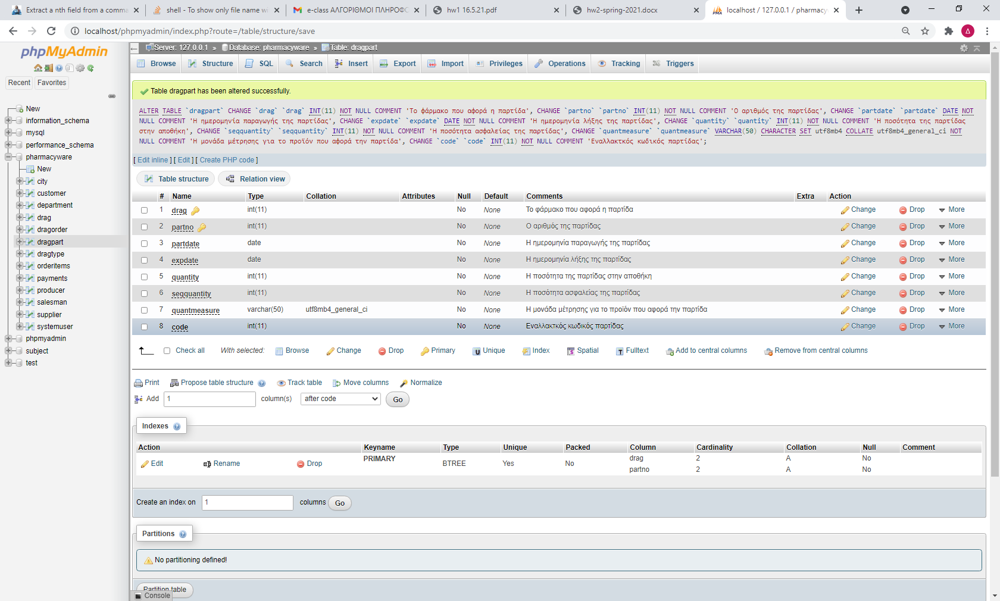 Extract a nth field from a comma
shell - To show only file name wi
e-class ΑΛΓΟΡΙΘΜΟΙ ΠΛΗΡΟΦΟ
hw1 16.5.21.pdf
hw2-spring-2021.docx
localhost / 127.0.0.1 / pharmacy
localhost/phpmyadmin/index.php?route=/table/structure/save
Δ
phpMyAdmin
Recent Favorites
New
information_schema
mysql
performance_schema
pharmacyware
New
city
customer
department
drag
dragorder
dragpart
dragtype
orderitems
payments
producer
salesman
supplier
systemuser
phpmyadmin
subject
test
Server: 127.0.0.1 » Database: pharmacyware » Table: dragpart
Browse Structure SQL Search Insert Export Import Privileges Operations Tracking Triggers
Table dragpart has been altered successfully.
ALTER TABLE `dragpart` CHANGE `drag` `drag` INT(11) NOT NULL COMMENT 'Το φάρμακο που αφορά η παρτίδα', CHANGE `partno` `partno` INT(11) NOT NULL COMMENT 'Ο αριθμός της παρτίδας', CHANGE `partdate` `partdate` DATE NOT
NULL COMMENT 'Η ημερομηνία παραγωγής της παρτίδας', CHANGE `expdate` `expdate` DATE NOT NULL COMMENT 'Η ημερομηνία λήξης της παρτίδας', CHANGE `quantity` `quantity` INT(11) NOT NULL COMMENT 'Η ποσότητα της παρτίδας
στην αποθήκη', CHANGE `seqquantity` `seqquantity` INT(11) NOT NULL COMMENT 'Η ποσότητα ασφαλείας της παρτίδας', CHANGE `quantmeasure` `quantmeasure` VARCHAR(50) CHARACTER SET utf8mb4 COLLATE utf8mb4_general_ci NOT
NULL COMMENT 'Η μονάδα μέτρησης για το προϊόν που αφορά την παρτίδα', CHANGE `code` `code` INT(11) NOT NULL COMMENT 'Εναλλακτκός κωδικός παρτίδας';
[ Edit inline ] [ Edit ] [ Create PHP code ]
Table structure Relation view
# Name Type Collation Attributes Null Default Comments Extra Action
1 drag int(11) No None Το φάρμακο που αφορά η παρτίδα Change Drop More
2 partno int(11) No None Ο αριθμός της παρτίδας Change Drop More
3 partdate date No None Η ημερομηνία παραγωγής της παρτίδας Change Drop More
4 expdate date No None Η ημερομηνία λήξης της παρτίδας Change Drop More
5 quantity int(11) No None Η ποσότητα της παρτίδας στην αποθήκη Change Drop More
6 seqquantity int(11) No None Η ποσότητα ασφαλείας της παρτίδας Change Drop More
7 quantmeasure varchar(50) utf8mb4_general_ci No None Η μονάδα μέτρησης για το προϊόν που αφορά την παρτίδα Change Drop More
8 code int(11) No None Εναλλακτκός κωδικός παρτίδας Change Drop More
Check all With selected: Browse Change Drop Primary Unique Index Spatial Fulltext Add to central columns Remove from central columns
Print Propose table structure Track table Move columns Normalize
Add 1 column(s) after code Go
Indexes
Action Keyname Type Unique Packed Column Cardinality Collation Null Comment
Edit Rename Drop PRIMARY BTREE Yes No drag 2 A No
partno 2 A No
Create an index on 1 columns Go
Partitions
No partitioning defined!
Partition table
Console